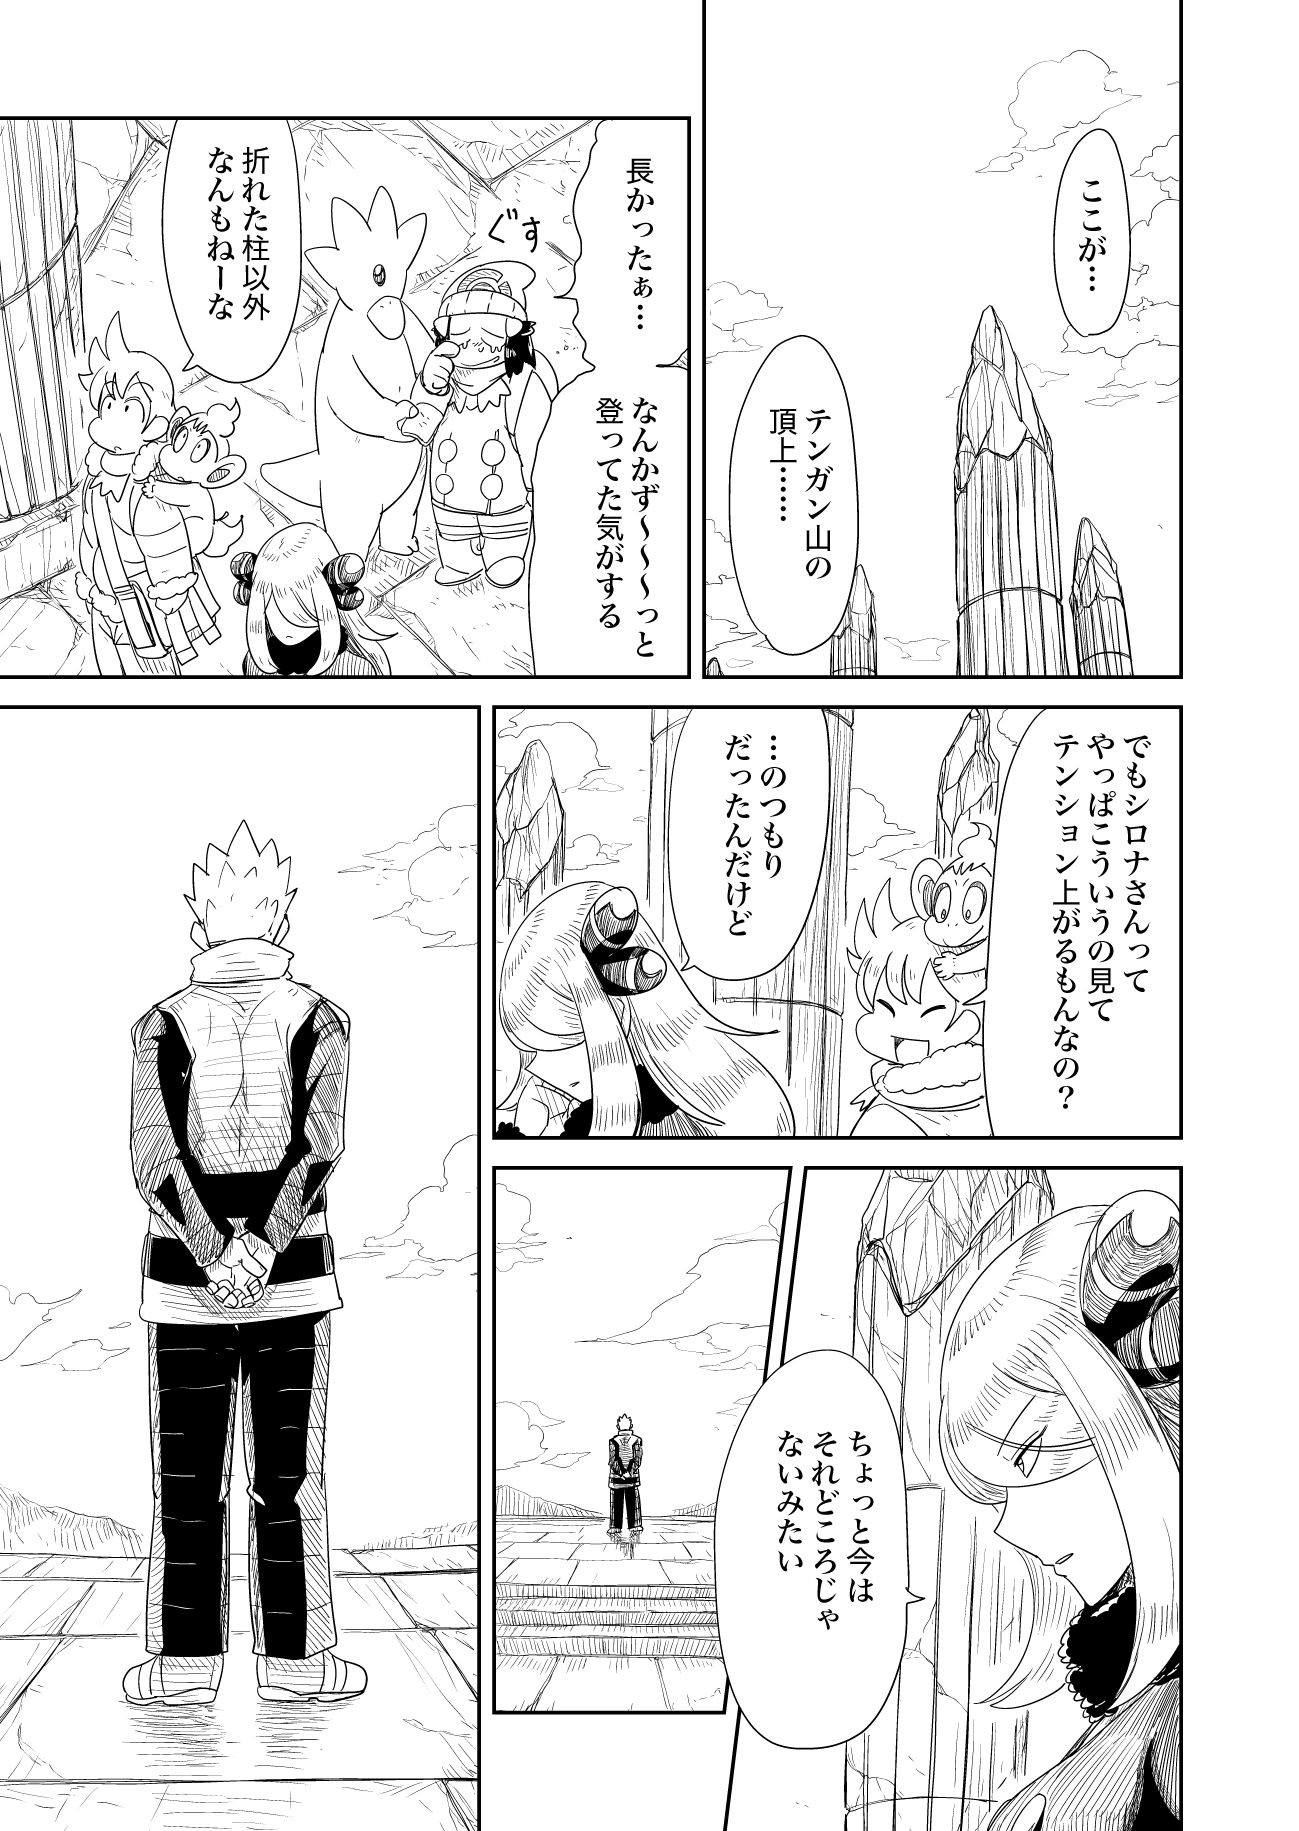 ここが…
テンガン山の
頂上……
長かったぁ…
なんかず〜〜〜っと
登ってた気がする
ぐす
折れた柱以外
なんもねーな
でもシロナさんって
やっぱこういうの見て
テンション上がるもんなの？
…のつもり
だったんだけど
ちょっと今は
それどころじゃ
ないみたい